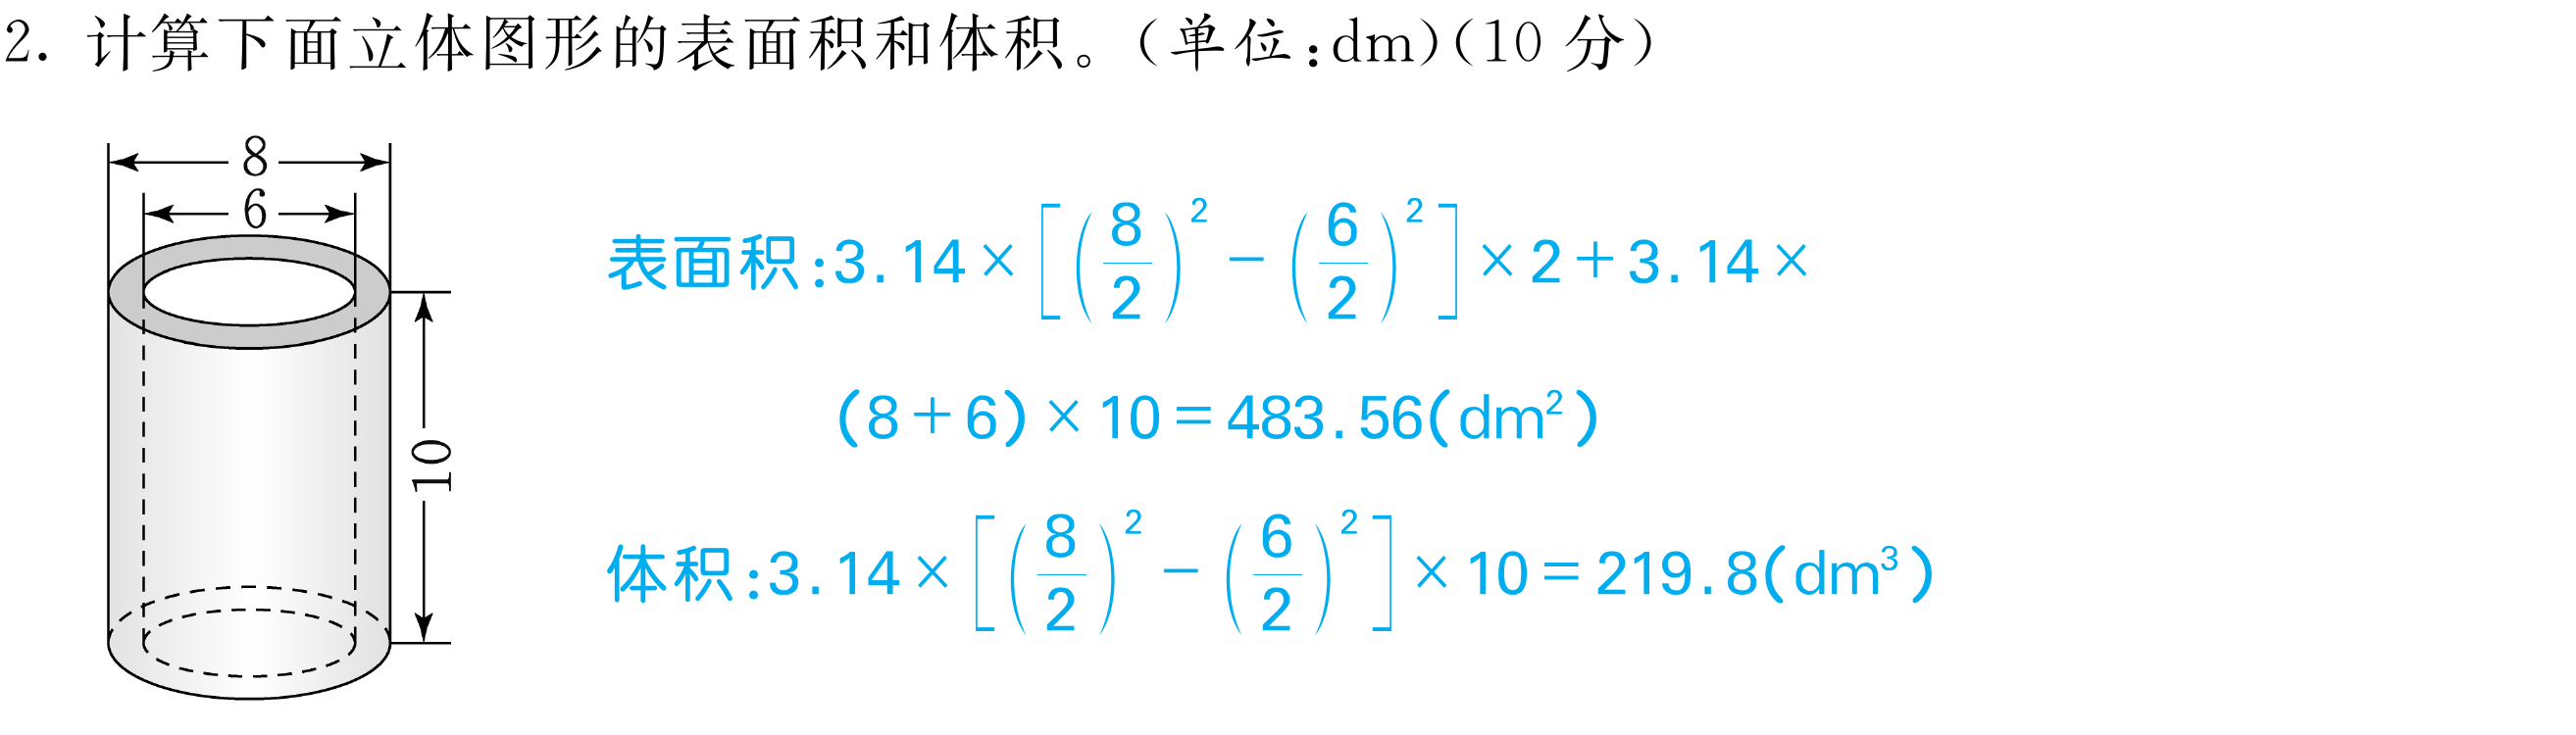 2. 计算下面立体图形的表面积和体积。(单位:dm)(10 分)
8
6
10
表面积:3.14×[(8/2)²-(6/2)²]×2+3.14×
(8+6)×10=483.56(dm²)
体积:3.14×[(8/2)²-(6/2)²]×10=219.8(dm³)